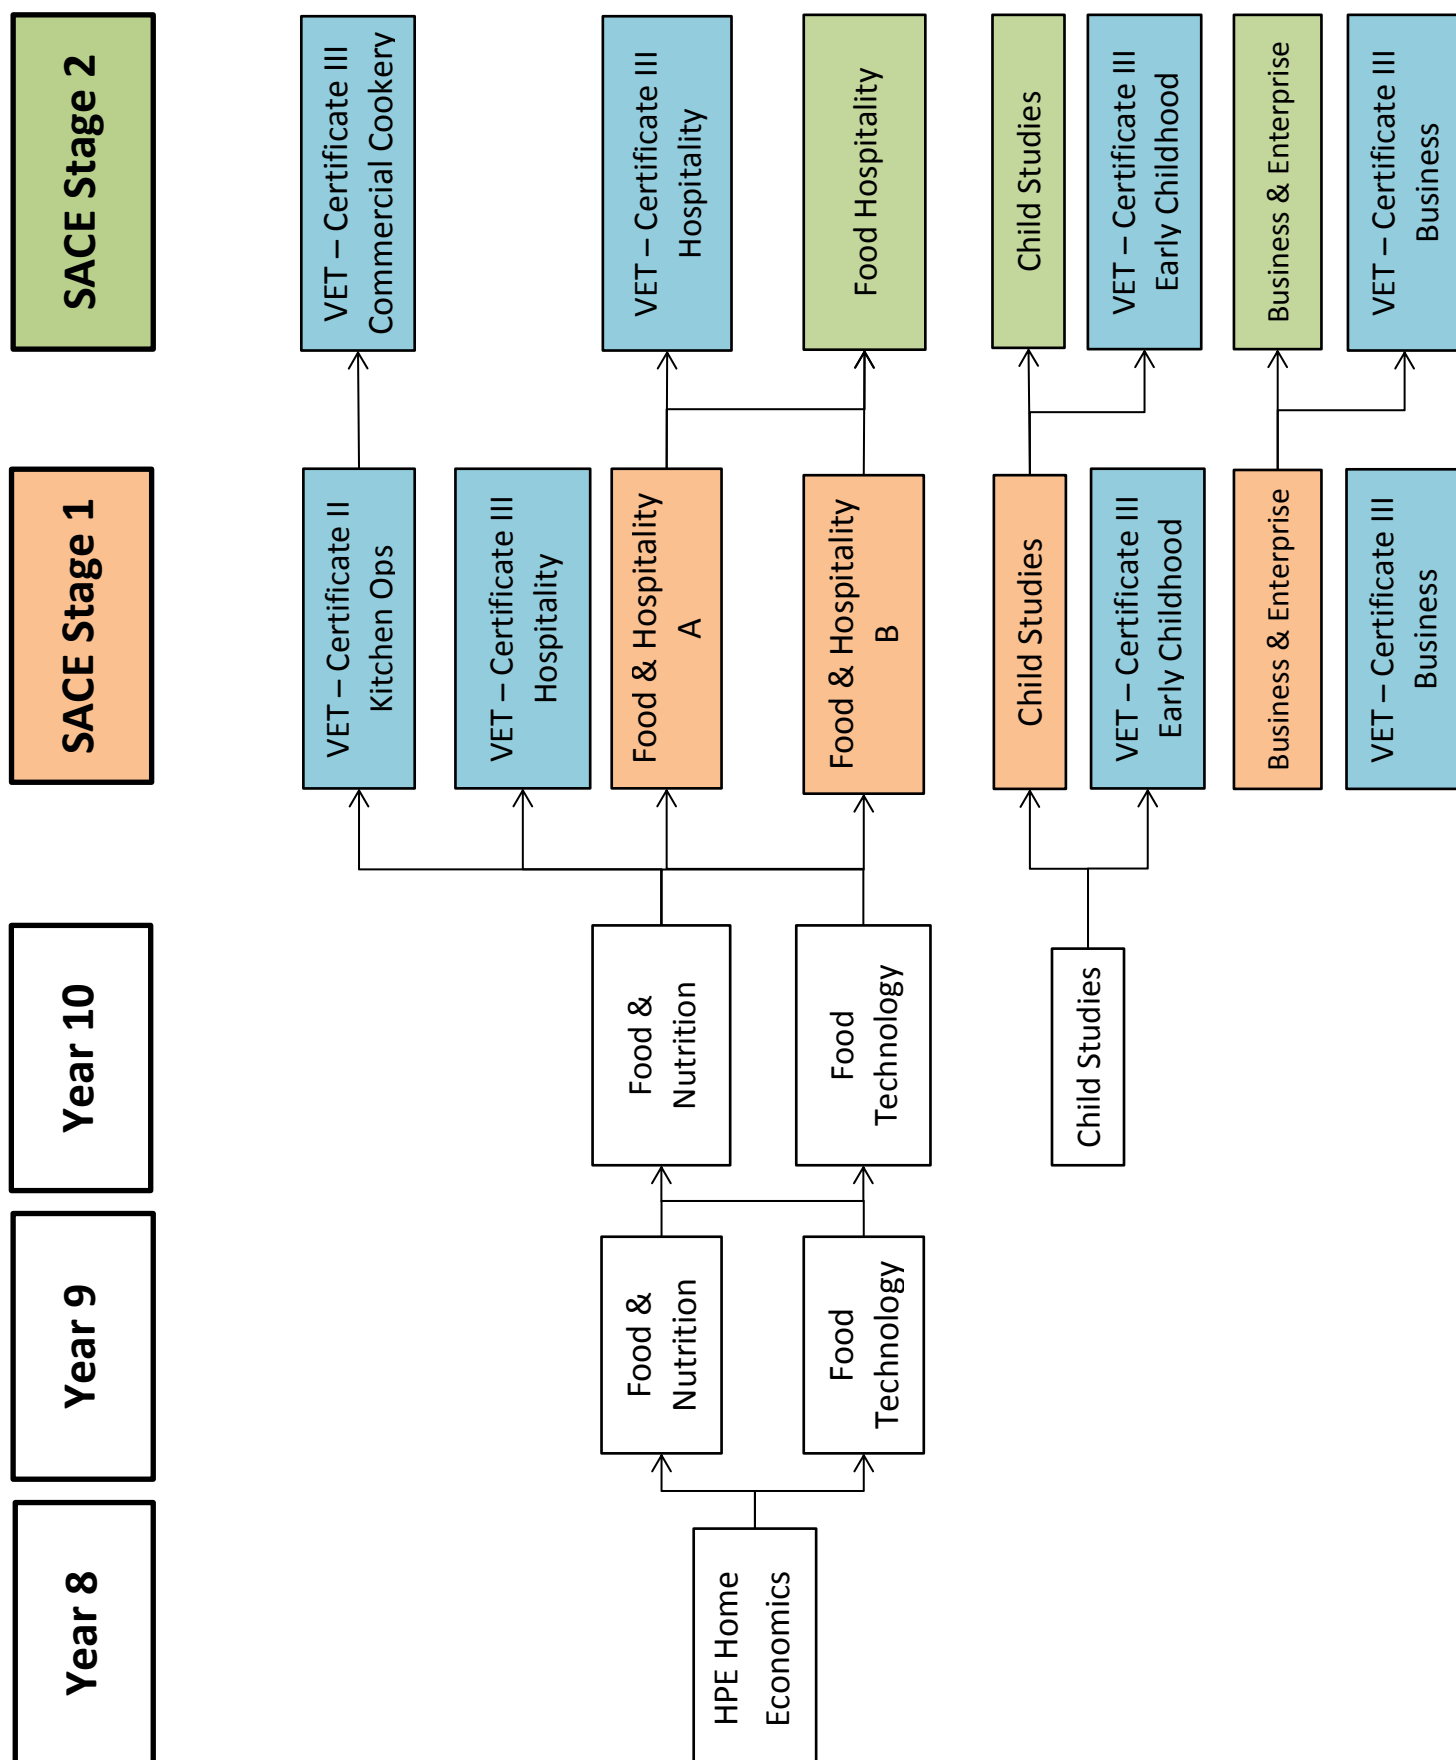 Year 8
Year 9
Year 10
SACE Stage 1
SACE Stage 2
VET – Certificate II
Kitchen Ops
VET – Certificate III
Commercial Cookery
VET – Certificate III
Hospitality
HPE Home
Economics
Food &
Nutrition
Food &
Nutrition
Food & Hospitality
A
VET – Certificate III
Hospitality
Food
Technology
Food
Technology
Food & Hospitality
B
Food Hospitality
Child Studies
Child Studies
Child Studies
VET – Certificate III
Early Childhood
VET – Certificate III
Early Childhood
Business & Enterprise
Business & Enterprise
VET – Certificate III
Business
VET – Certificate III
Business